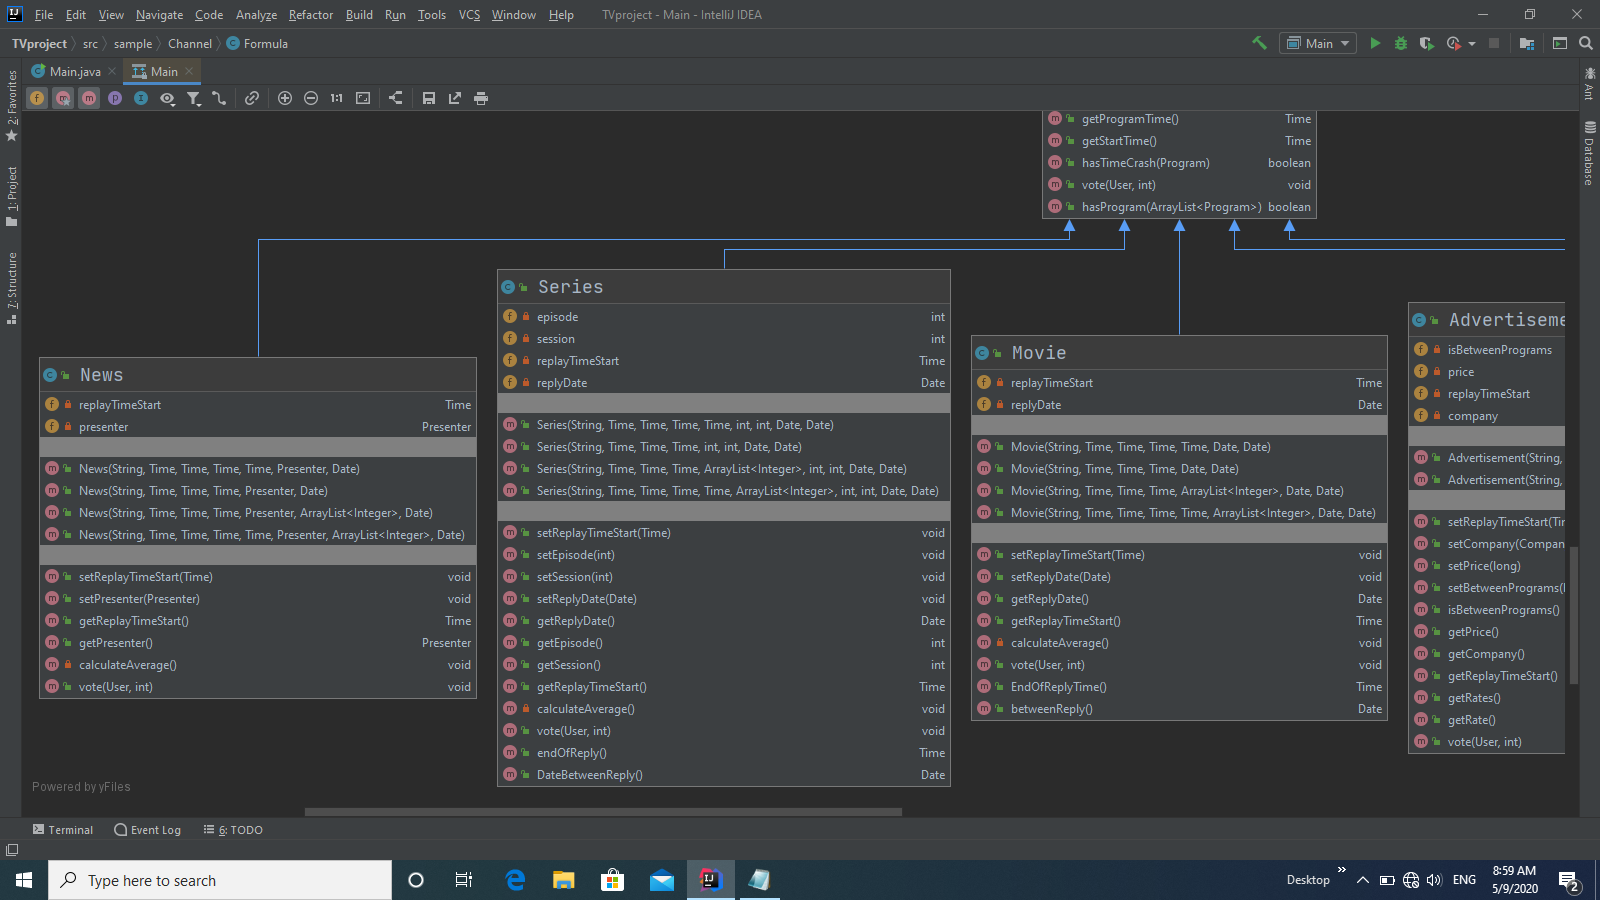 File Edit View Navigate Code Analyze Refactor Build Run Tools VCS Window Help TVproject - Main - IntelliJ IDEA
TVproject src sample Channel Formula
Main
Main.java Main
2: Favorites
1: Project
7: Structure
Ant
Database
1:1
getProgramTime() Time
getStartTime() Time
hasTimeCrash(Program) boolean
vote(User, int) void
hasProgram(ArrayList<Program>) boolean
News
replayTimeStart Time
presenter Presenter
News(String, Time, Time, Time, Time, Presenter, Date)
News(String, Time, Time, Time, Presenter, Date)
News(String, Time, Time, Time, Presenter, ArrayList<Integer>, Date)
News(String, Time, Time, Time, Time, Presenter, ArrayList<Integer>, Date)
setReplayTimeStart(Time) void
setPresenter(Presenter) void
getReplayTimeStart() Time
getPresenter() Presenter
calculateAverage() void
vote(User, int) void
Series
episode int
session int
replayTimeStart Time
replyDate Date
Series(String, Time, Time, Time, Time, int, int, Date, Date)
Series(String, Time, Time, Time, int, int, Date, Date)
Series(String, Time, Time, Time, ArrayList<Integer>, int, int, Date, Date)
Series(String, Time, Time, Time, Time, ArrayList<Integer>, int, int, Date, Date)
setReplayTimeStart(Time) void
setEpisode(int) void
setSession(int) void
setReplyDate(Date) void
getReplyDate() Date
getEpisode() int
getSession() int
getReplayTimeStart() Time
calculateAverage() void
vote(User, int) void
endOfReply() Time
DateBetweenReply() Date
Movie
replayTimeStart Time
replyDate Date
Movie(String, Time, Time, Time, Time, Date, Date)
Movie(String, Time, Time, Time, Date, Date)
Movie(String, Time, Time, Time, ArrayList<Integer>, Date, Date)
Movie(String, Time, Time, Time, Time, ArrayList<Integer>, Date, Date)
setReplayTimeStart(Time) void
setReplyDate(Date) void
getReplyDate() Date
getReplayTimeStart() Time
calculateAverage() void
vote(User, int) void
EndOfReplyTime() Time
betweenReply() Date
Advertiseme
isBetweenPrograms
price
replayTimeStart
company
Advertisement(String,
Advertisement(String,
setReplayTimeStart(Tir
setCompany(Compan
setPrice(long)
setBetweenPrograms(
isBetweenPrograms()
getPrice()
getCompany()
getReplayTimeStart()
getRates()
getRate()
vote(User, int)
Powered by yFiles
Terminal Event Log 6: TODO
Type here to search
Desktop ENG 8:59 AM
5/9/2020
2